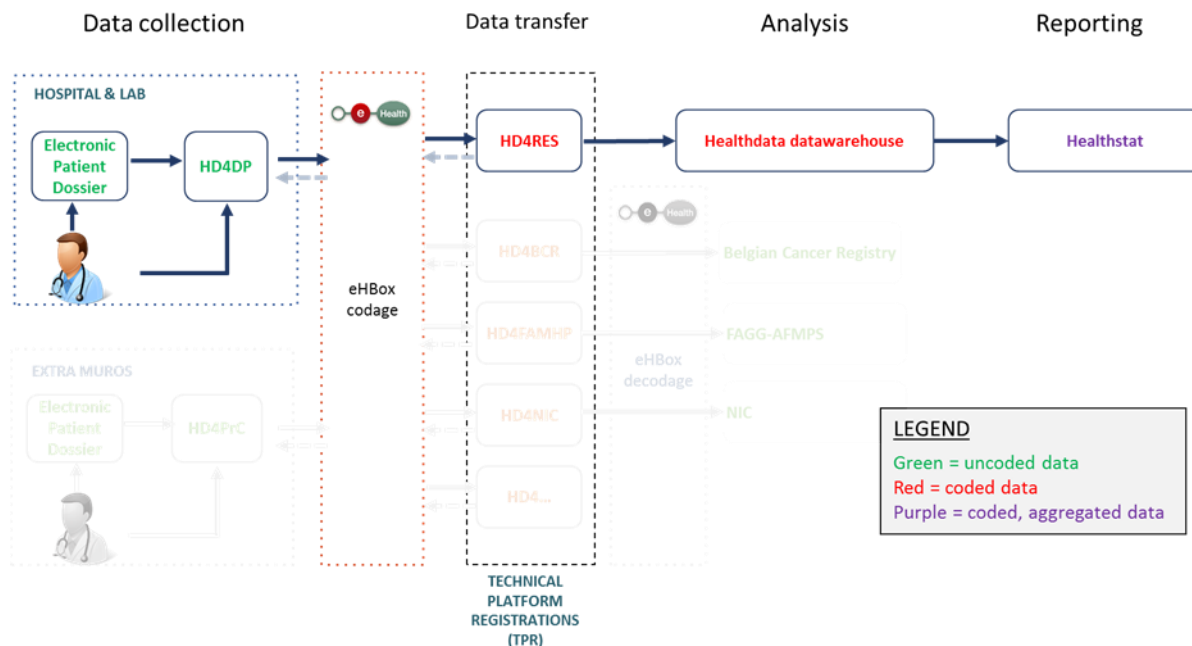 Data collection
Data transfer
Analysis
Reporting
HOSPITAL & LAB
Electronic
Patient
Dossier
HD4DP
e
Health
eHBox
codage
HD4RES
Healthdata datawarehouse
Healthstat
e
Health
HD4BCR
Belgian Cancer Registry
HD4FAMHP
FAGG-AFMPS
eHBox
decodage
HD4NIC
NIC
HD4...
EXTRA MUROS
Electronic
Patient
Dossier
HD4PrC
TECHNICAL
PLATFORM
REGISTRATIONS
(TPR)
LEGEND
Green = uncoded data
Red = coded data
Purple = coded, aggregated data